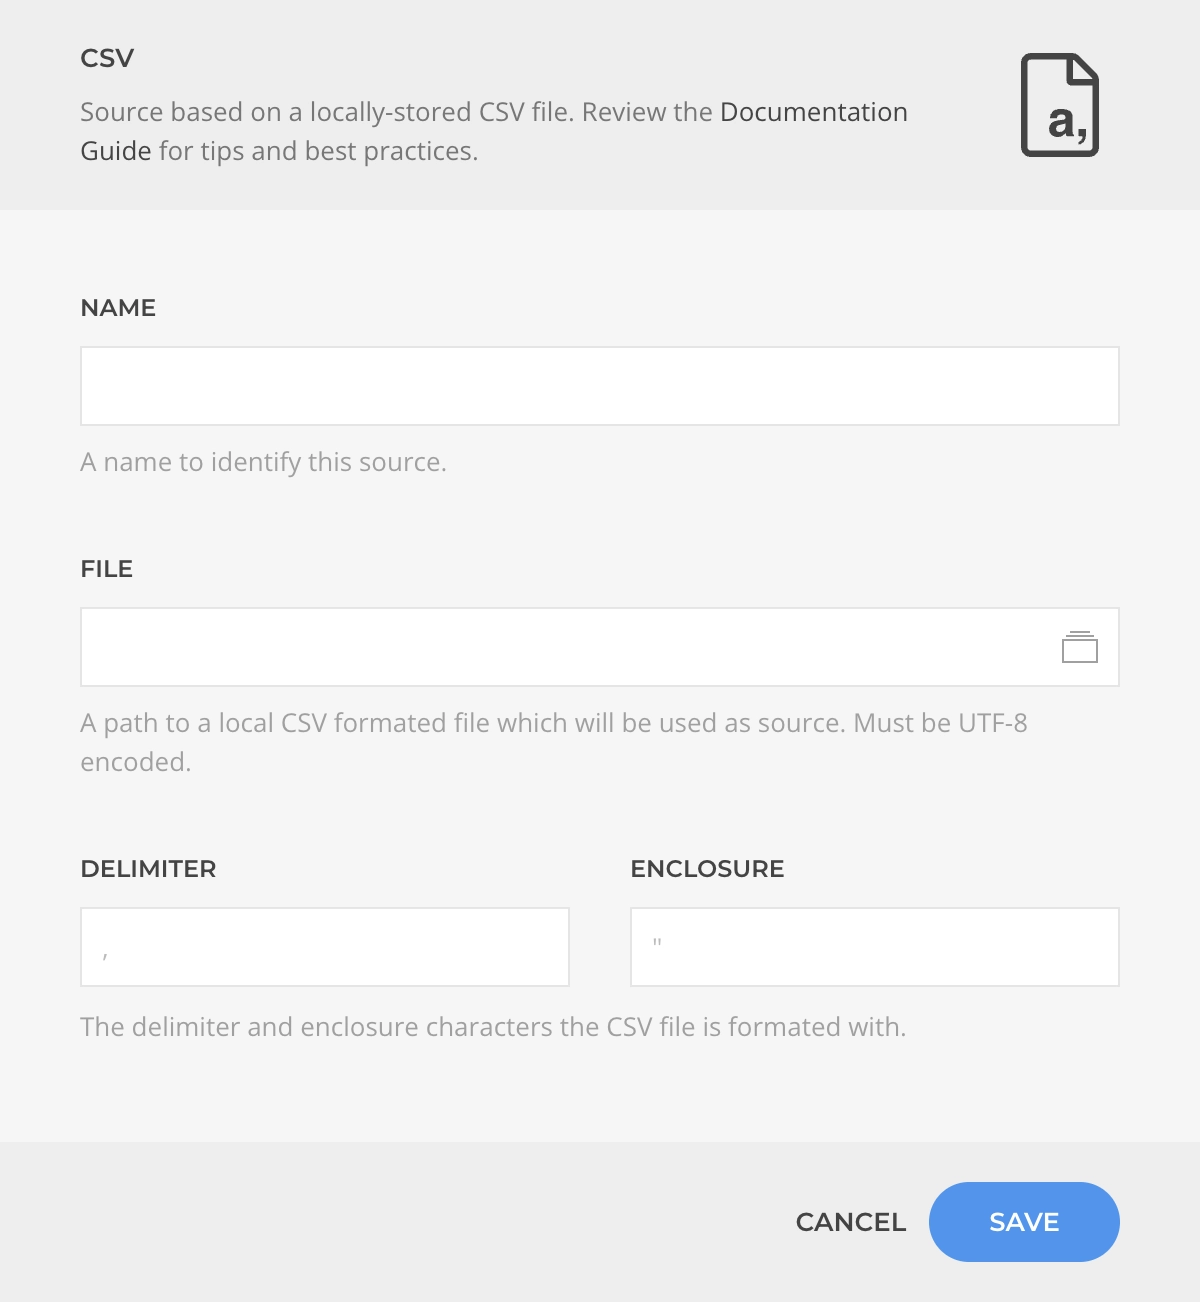 CSV
Source based on a locally-stored CSV file. Review the Documentation
Guide for tips and best practices.
a,
NAME
A name to identify this source.
FILE
A path to a local CSV formated file which will be used as source. Must be UTF-8
encoded.
DELIMITER ENCLOSURE
, "
The delimiter and enclosure characters the CSV file is formated with.
CANCEL SAVE